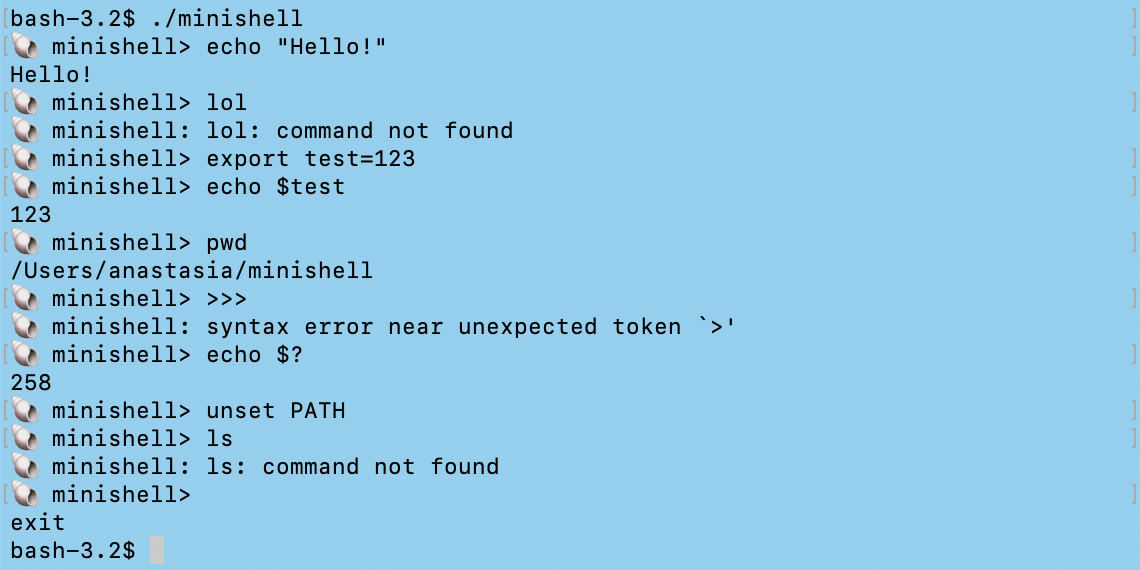 bash-3.2$ ./minishell
🐚 minishell> echo "Hello!"
Hello!
🐚 minishell> lol
🐚 minishell: lol: command not found
🐚 minishell> export test=123
🐚 minishell> echo $test
123
🐚 minishell> pwd
/Users/anastasia/minishell
🐚 minishell> >>>
🐚 minishell: syntax error near unexpected token `>'
🐚 minishell> echo $?
258
🐚 minishell> unset PATH
🐚 minishell> ls
🐚 minishell: ls: command not found
🐚 minishell>
exit
bash-3.2$